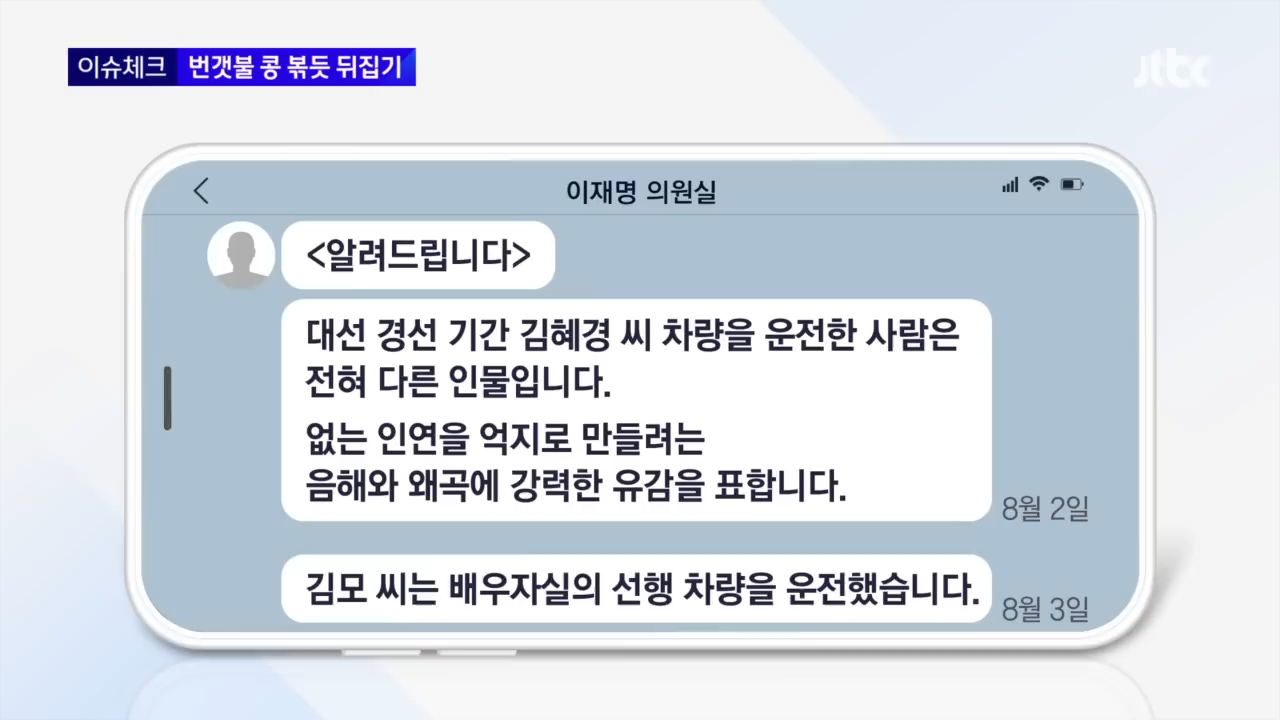 이슈체크 번갯불 콩 볶듯 뒤집기
jtbc
이재명 의원실
<알려드립니다>
대선 경선 기간 김혜경 씨 차량을 운전한 사람은
전혀 다른 인물입니다.
없는 인연을 억지로 만들려는
음해와 왜곡에 강력한 유감을 표합니다.
8월 2일
김모 씨는 배우자실의 선행 차량을 운전했습니다.
8월 3일